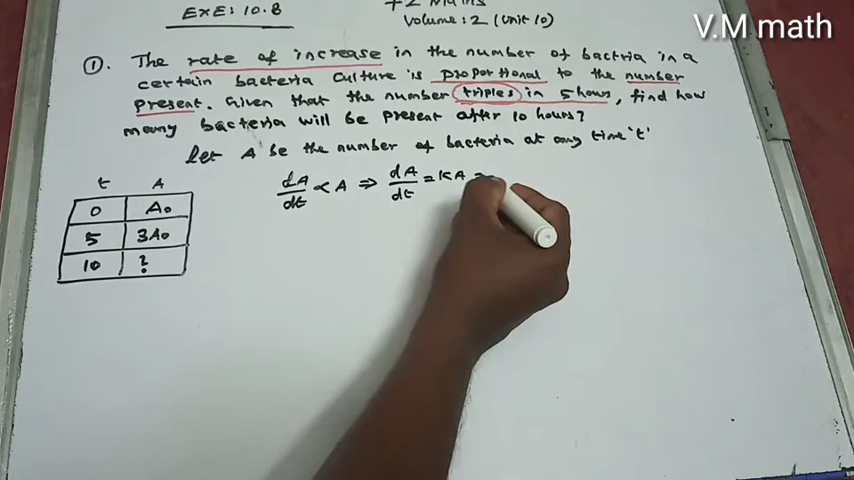 +2 Maths
EXE: 10.8
Volume: 2 (Unit 10)
V.M math
①. The rate of increase in the number of bactria in a
certain bacteria culture is proportional to the number
present. Given that the number triples in 5 hours, find how
many bacteria will be present after 10 hours?
let A be the number of bacteria at any time 't'
t A
0 A₀
5 3A₀
10 ?
dA/dt ∝ A ⇒ dA/dt = KA